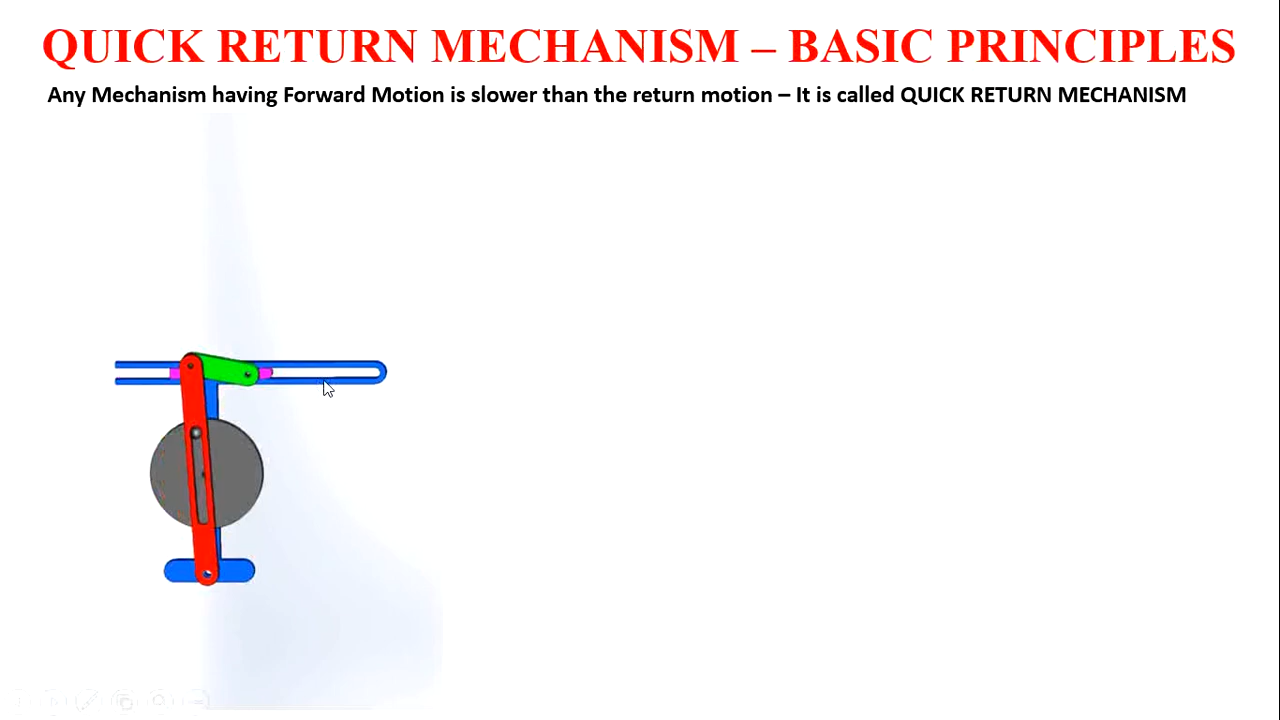 QUICK RETURN MECHANISM – BASIC PRINCIPLES
Any Mechanism having Forward Motion is slower than the return motion – It is called QUICK RETURN MECHANISM